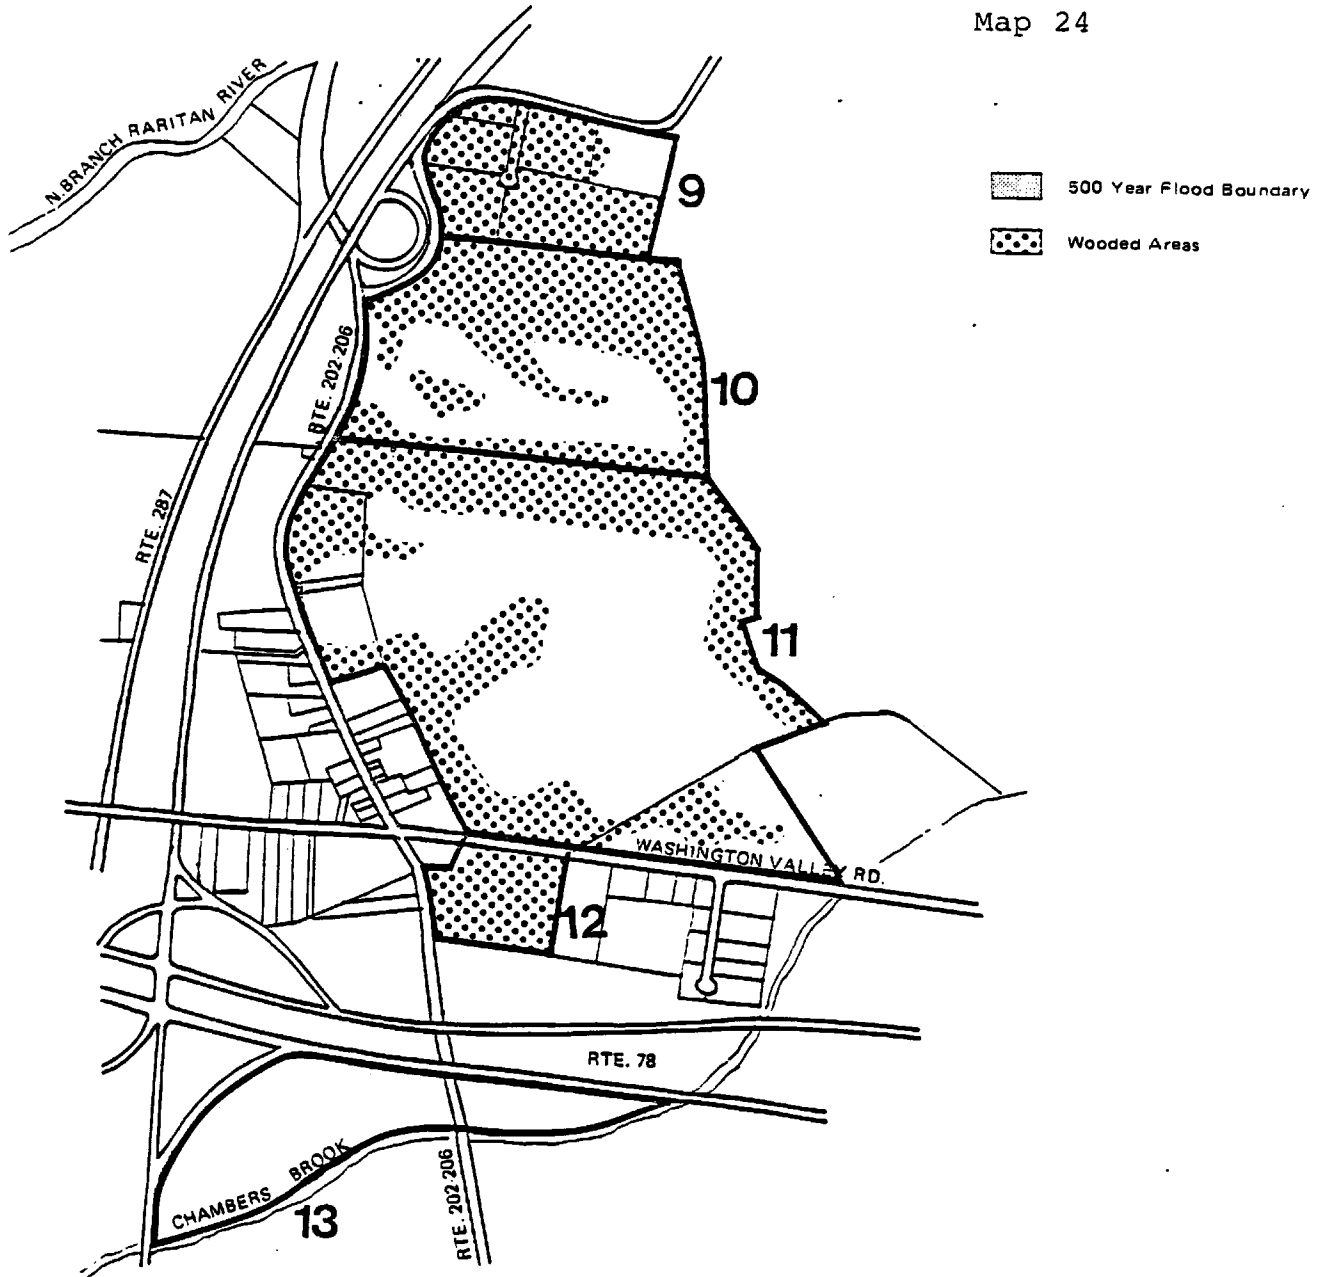 Map 24
N. BRANCH RARITAN RIVER
500 Year Flood Boundary
Wooded Areas
9
10
RTE. 202-206
RTE. 287
11
WASHINGTON VALLEY RD.
12
RTE. 78
CHAMBERS BROOK
13
RTE. 202-206